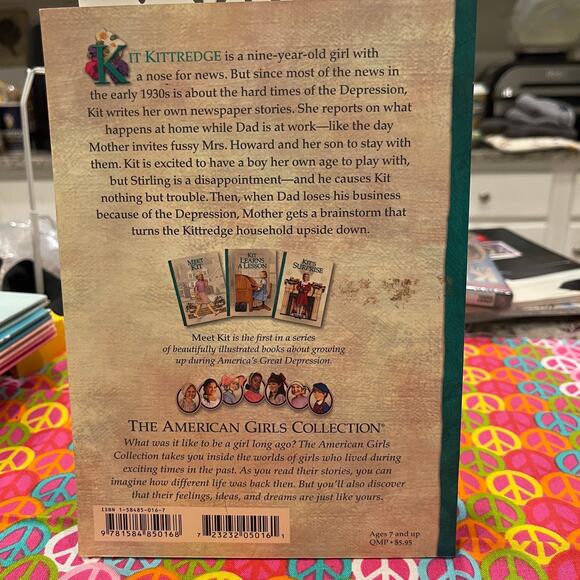 KIT KITTREDGE is a nine-year-old girl with
a nose for news. But since most of the news in
the early 1930s is about the hard times of the Depression,
Kit writes her own newspaper stories. She reports on what
happens at home while Dad is at work—like the day
Mother invites fussy Mrs. Howard and her son to stay with
them. Kit is excited to have a boy her own age to play with,
but Stirling is a disappointment—and he causes Kit
nothing but trouble. Then, when Dad loses his business
because of the Depression, Mother gets a brainstorm that
turns the Kittredge household upside down.
MEET
KIT
KIT
LEARNS
A LESSON
KIT'S
SURPRISE
Meet Kit is the first in a series
of beautifully illustrated books about growing
up during America's Great Depression.
THE AMERICAN GIRLS COLLECTION®
What was it like to be a girl long ago? The American Girls
Collection takes you inside the worlds of girls who lived during
exciting times in the past. As you read their stories, you can
imagine how different life was back then. But you'll also discover
that their feelings, ideas, and dreams are just like yours.
ISBN 1-58485-016-7
9 781584 850168
7 23232 05016 1
Ages 7 and up
QMP • $5.95